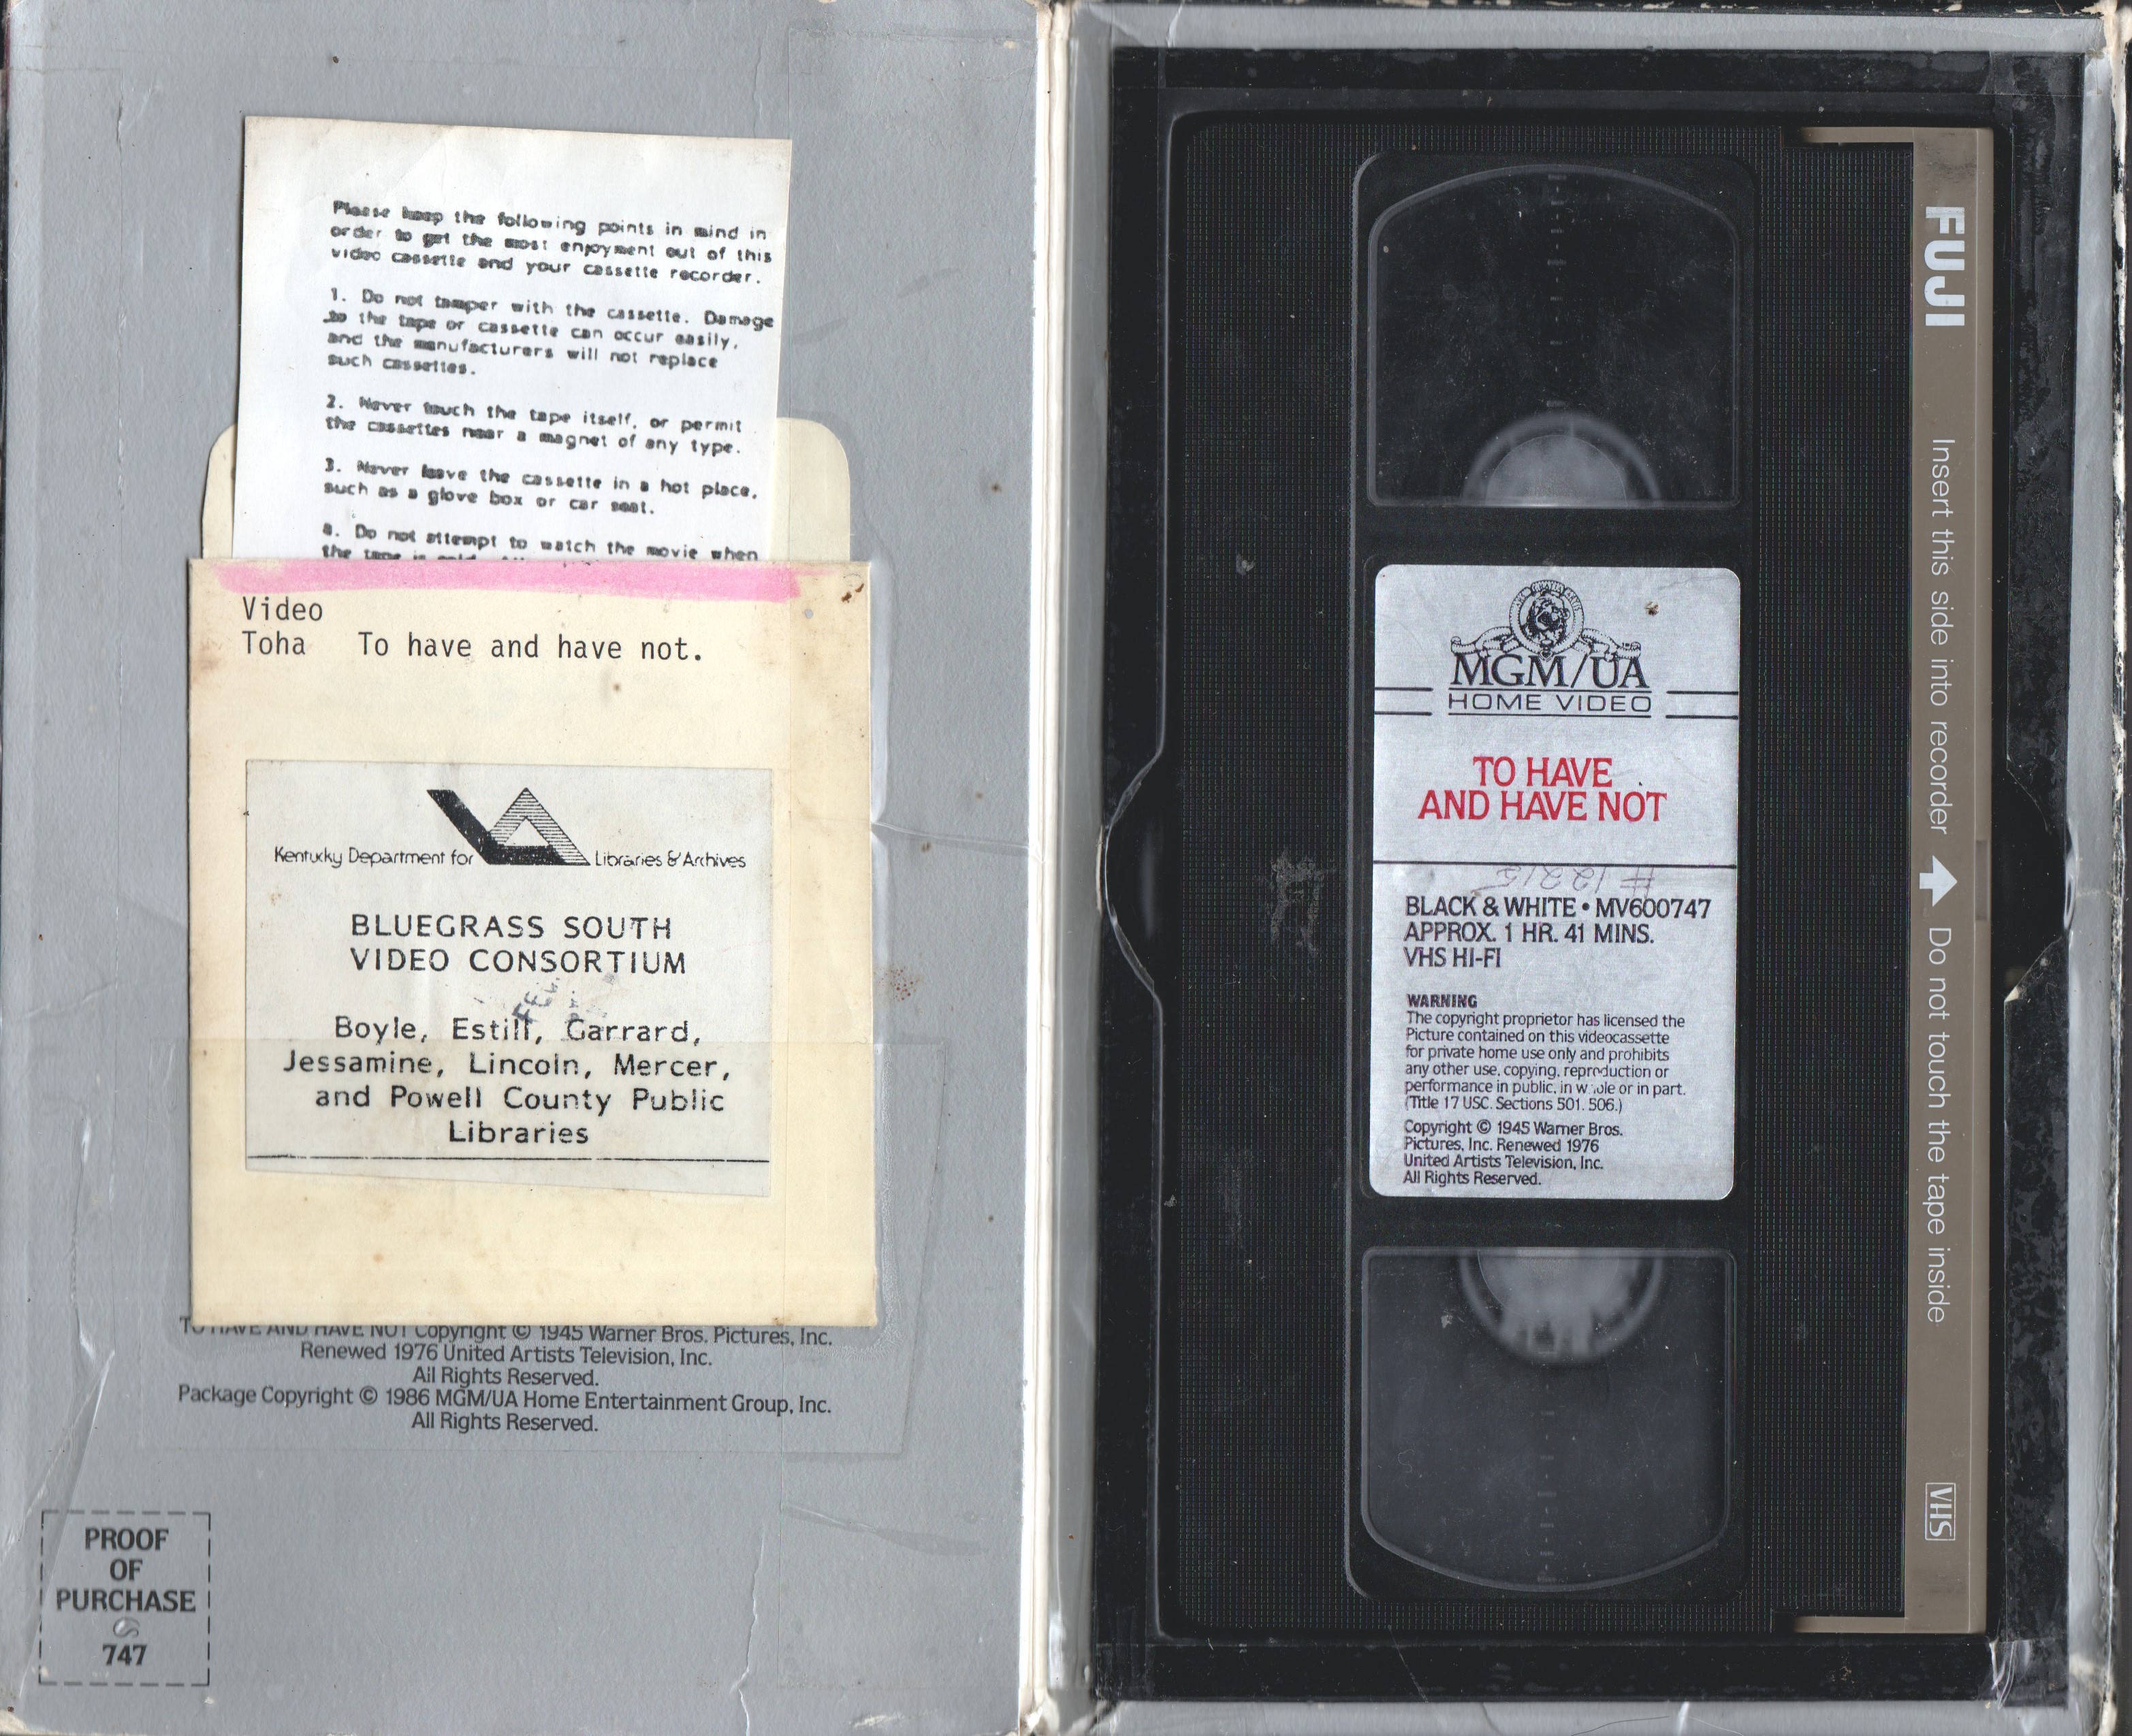 Please keep the following points in mind in
order to get the most enjoyment out of this
video cassette and your cassette recorder.
1. Do not tamper with the cassette. Damage
to the tape or cassette can occur easily,
and the manufacturers will not replace
such cassettes.
2. Never touch the tape itself, or permit
the cassettes near a magnet of any type.
3. Never leave the cassette in a hot place,
such as a glove box or car seat.
4. Do not attempt to watch the movie when
the tape is cold.
Video
Toha To have and have not.
Kentucky Department for Libraries & Archives
BLUEGRASS SOUTH
VIDEO CONSORTIUM
Boyle, Estill, Garrard,
Jessamine, Lincoln, Mercer,
and Powell County Public
Libraries
TO HAVE AND HAVE NOT Copyright © 1945 Warner Bros. Pictures, Inc.
Renewed 1976 United Artists Television, Inc.
All Rights Reserved.
Package Copyright © 1986 MGM/UA Home Entertainment Group, Inc.
All Rights Reserved.
PROOF
OF
PURCHASE
747
MGM/UA
HOME VIDEO
TO HAVE
AND HAVE NOT
#12215
BLACK & WHITE • MV600747
APPROX. 1 HR. 41 MINS.
VHS HI-FI
WARNING
The copyright proprietor has licensed the
Picture contained on this videocassette
for private home use only and prohibits
any other use, copying, reproduction or
performance in public, in whole or in part.
(Title 17 USC. Sections 501, 506.)
Copyright © 1945 Warner Bros.
Pictures, Inc. Renewed 1976
United Artists Television, Inc.
All Rights Reserved.
FUJI Insert this side into recorder Do not touch the tape inside VHS